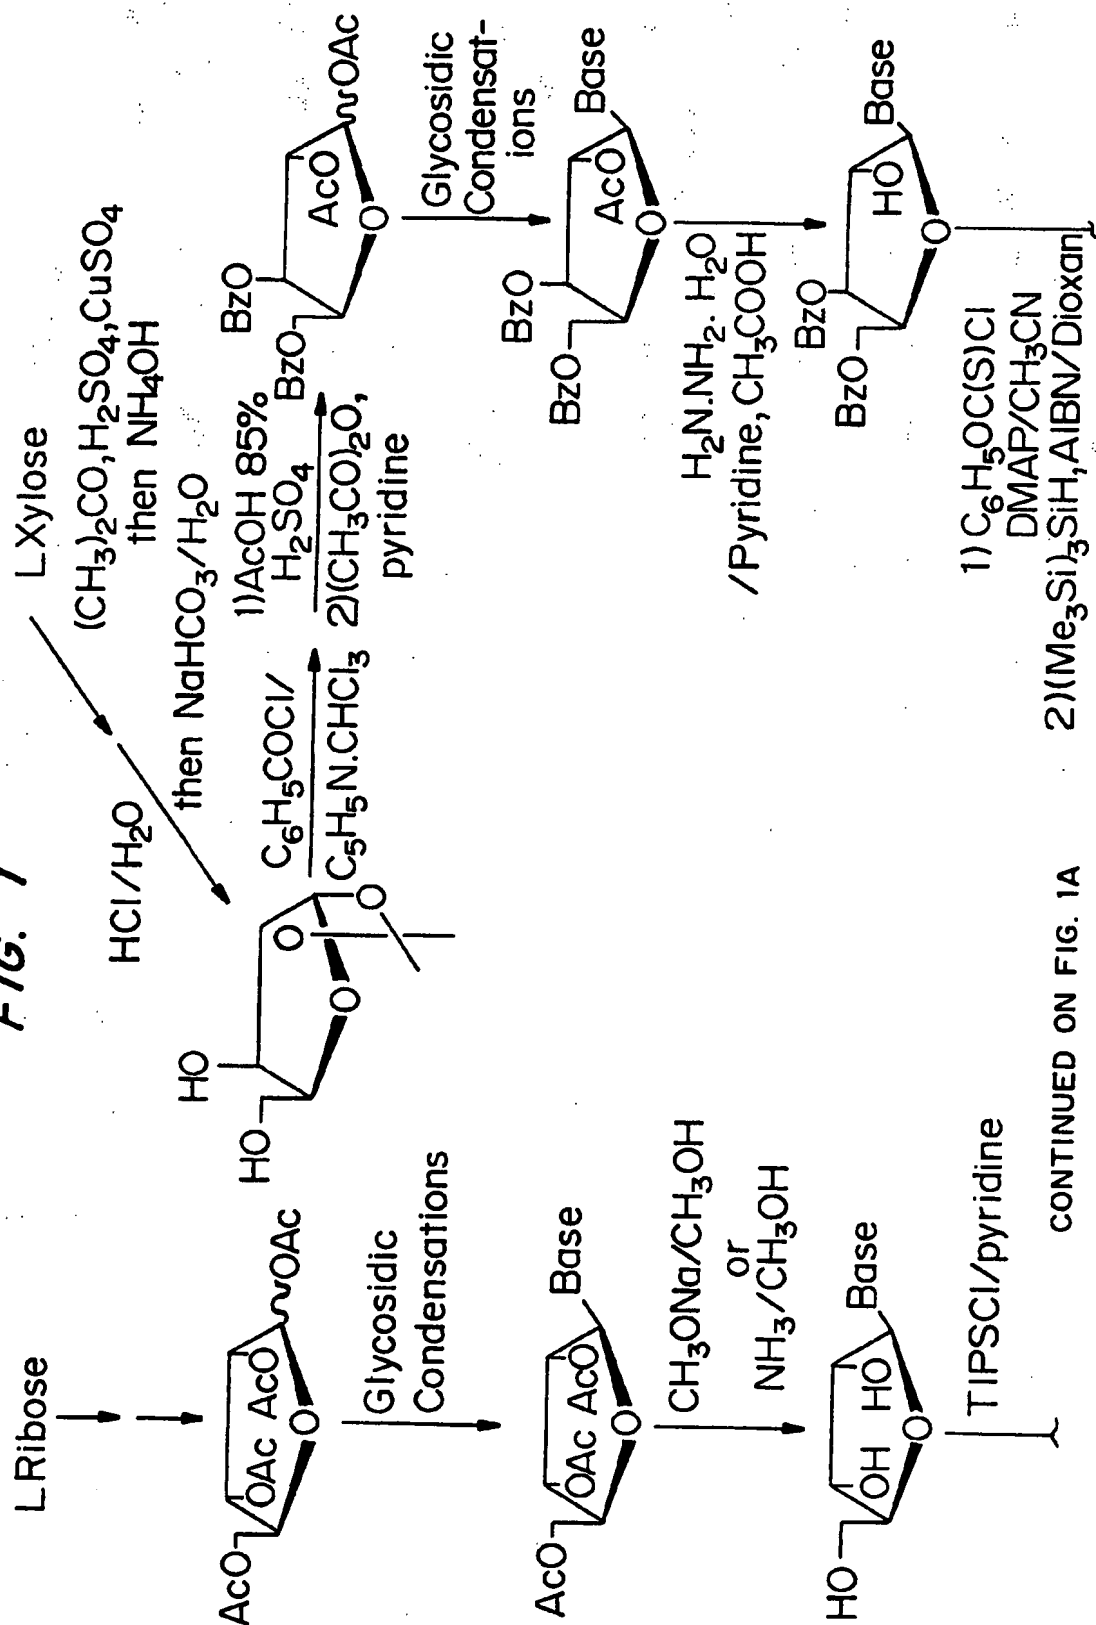 FIG. 1
L Ribose
AcO
OAc AcO
O
OAc
Glycosidic
Condensations
AcO
OAc AcO
O
Base
CH3ONa/CH3OH
or
NH3/CH3OH
HO
OH HO
O
Base
TIPSCl/pyridine
L Xylose
(CH3)2CO, H2SO4, CuSO4
then NH4OH
HCl/H2O
then NaHCO3/H2O
HO
HO
O
O
O
C6H5COCl/
C5H5N.CHCl3
1) AcOH 85%
H2SO4
2)(CH3CO)2O,
pyridine
BzO
BzO
AcO
O
OAc
Glycosidic
Condensat-
ions
BzO
BzO
AcO
O
Base
H2N.NH2. H2O
/Pyridine, CH3COOH
BzO
BzO
HO
O
Base
1) C6H5OC(S)Cl
DMAP/CH3CN
2)(Me3Si)3SiH, AIBN/Dioxan
CONTINUED ON FIG. 1A